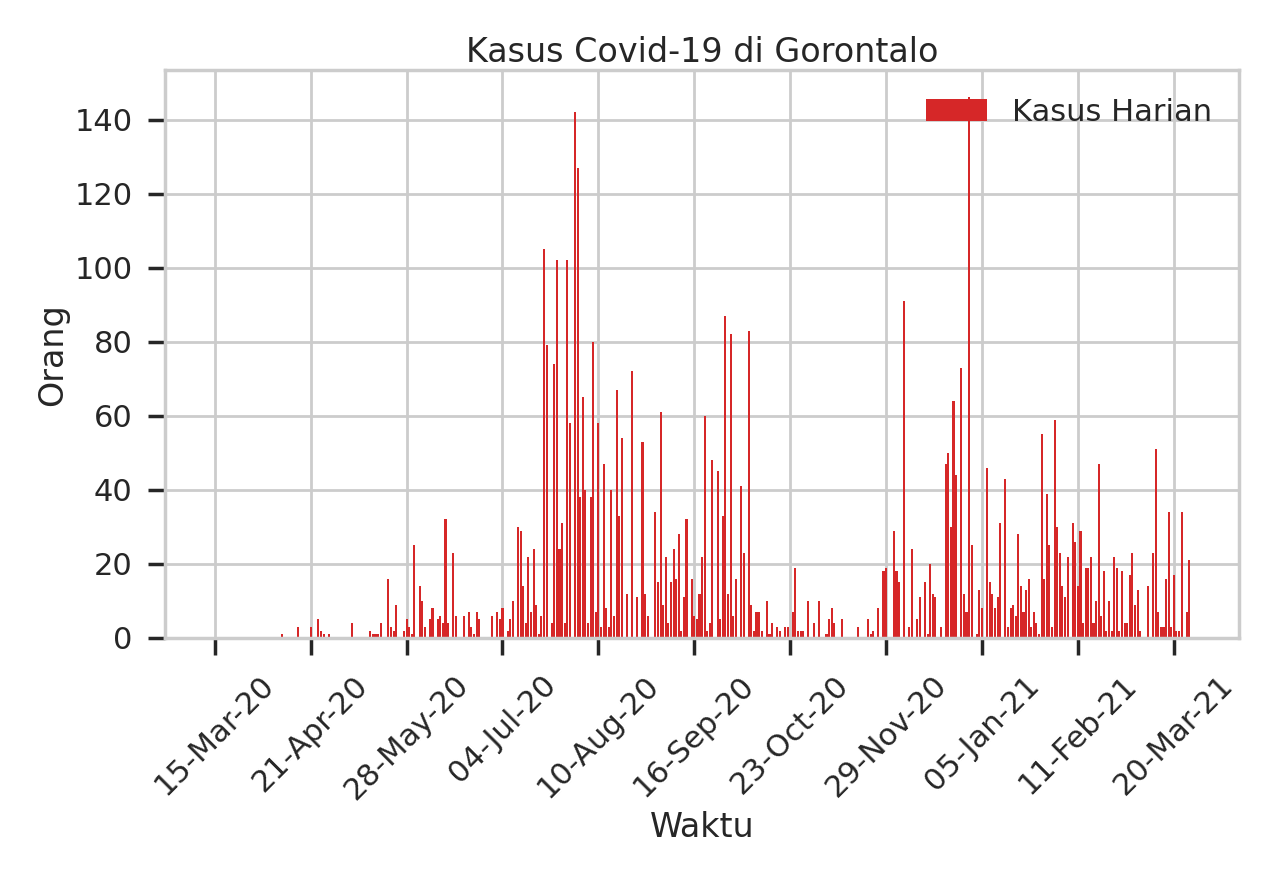 Kasus Covid-19 di Gorontalo
Kasus Harian
140
120
100
80
60
40
20
0
Orang
15-Mar-20
21-Apr-20
28-May-20
04-Jul-20
10-Aug-20
16-Sep-20
23-Oct-20
29-Nov-20
05-Jan-21
11-Feb-21
20-Mar-21
Waktu